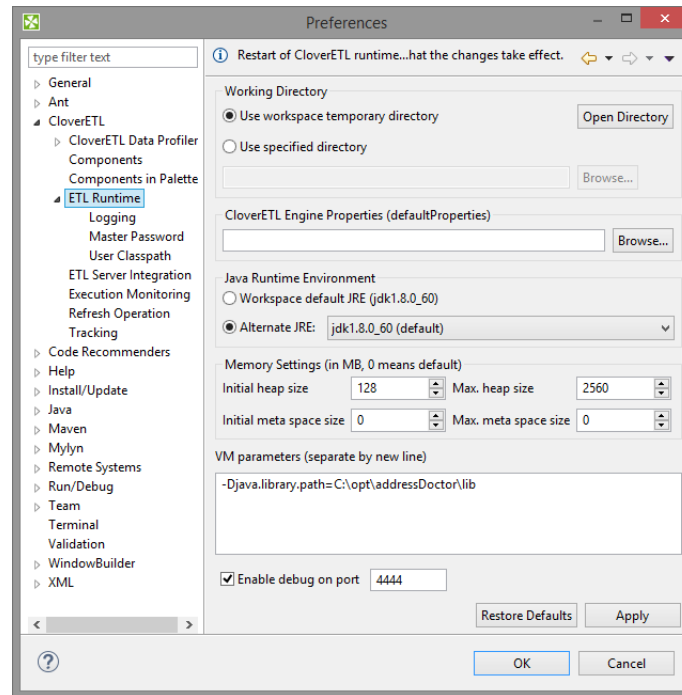 Preferences
type filter text
General
Ant
CloverETL
CloverETL Data Profiler
Components
Components in Palette
ETL Runtime
Logging
Master Password
User Classpath
ETL Server Integration
Execution Monitoring
Refresh Operation
Tracking
Code Recommenders
Help
Install/Update
Java
Maven
Mylyn
Remote Systems
Run/Debug
Team
Terminal
Validation
WindowBuilder
XML
Restart of CloverETL runtime...hat the changes take effect.
Working Directory
Use workspace temporary directory Open Directory
Use specified directory
Browse...
CloverETL Engine Properties (defaultProperties)
Browse...
Java Runtime Environment
Workspace default JRE (jdk1.8.0_60)
Alternate JRE: jdk1.8.0_60 (default)
Memory Settings (in MB, 0 means default)
Initial heap size 128 Max. heap size 2560
Initial meta space size 0 Max. meta space size 0
VM parameters (separate by new line)
-Djava.library.path=C:\opt\addressDoctor\lib
Enable debug on port 4444
Restore Defaults Apply
OK Cancel